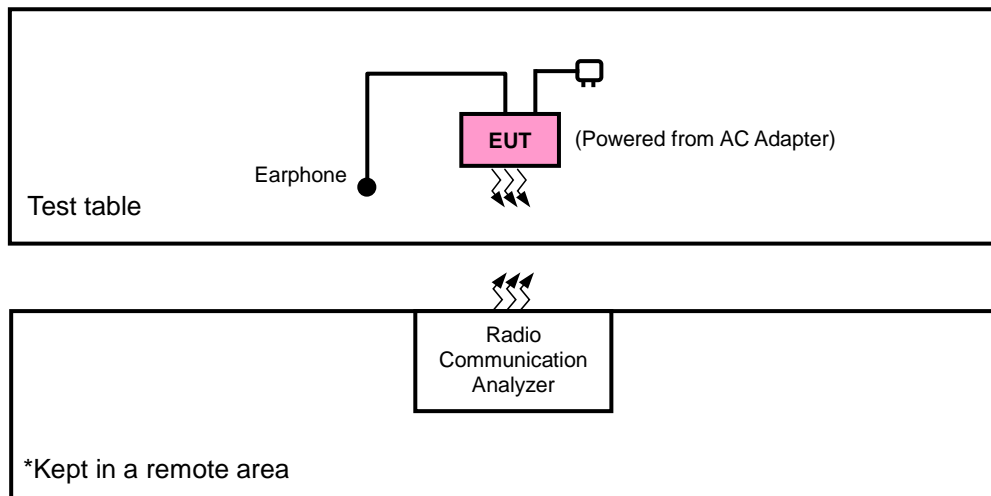 EUT
(Powered from AC Adapter)
Earphone
Test table
Radio
Communication
Analyzer
*Kept in a remote area